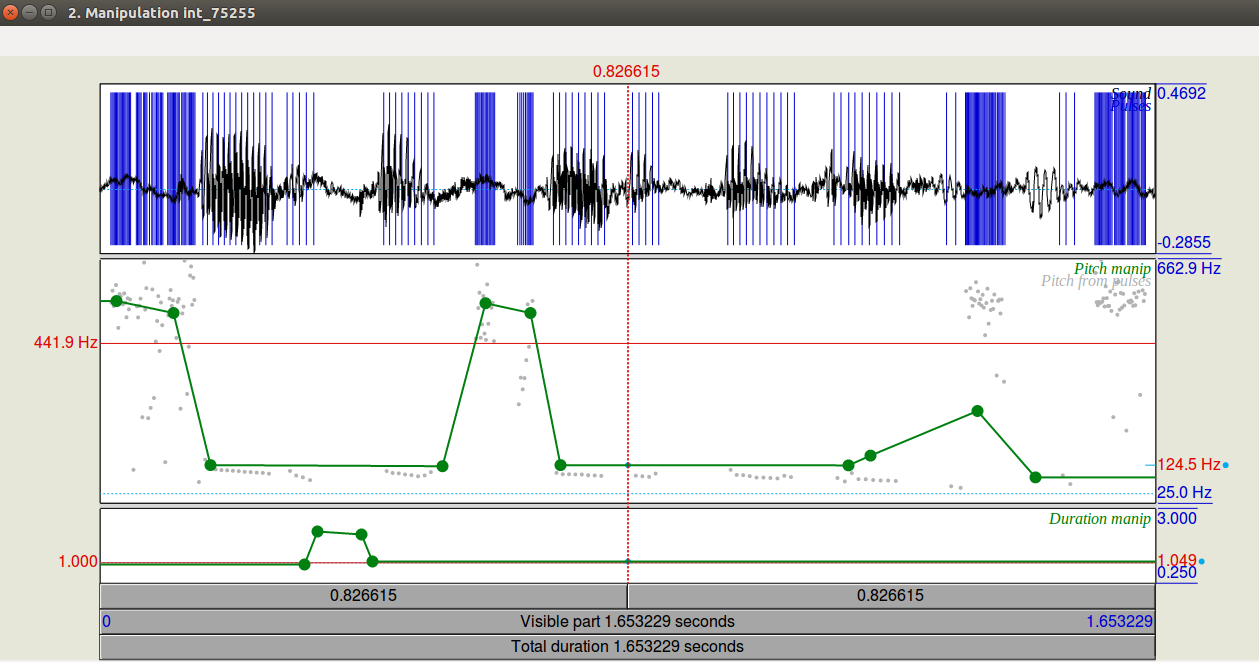 2. Manipulation int_75255
0.826615
Sound
0.4692
Pulses
-0.2855
Pitch manip
662.9 Hz
Pitch from pulses
441.9 Hz
124.5 Hz
25.0 Hz
Duration manip
3.000
1.000
1.049
0.250
0.826615 0.826615
0 Visible part 1.653229 seconds 1.653229
Total duration 1.653229 seconds